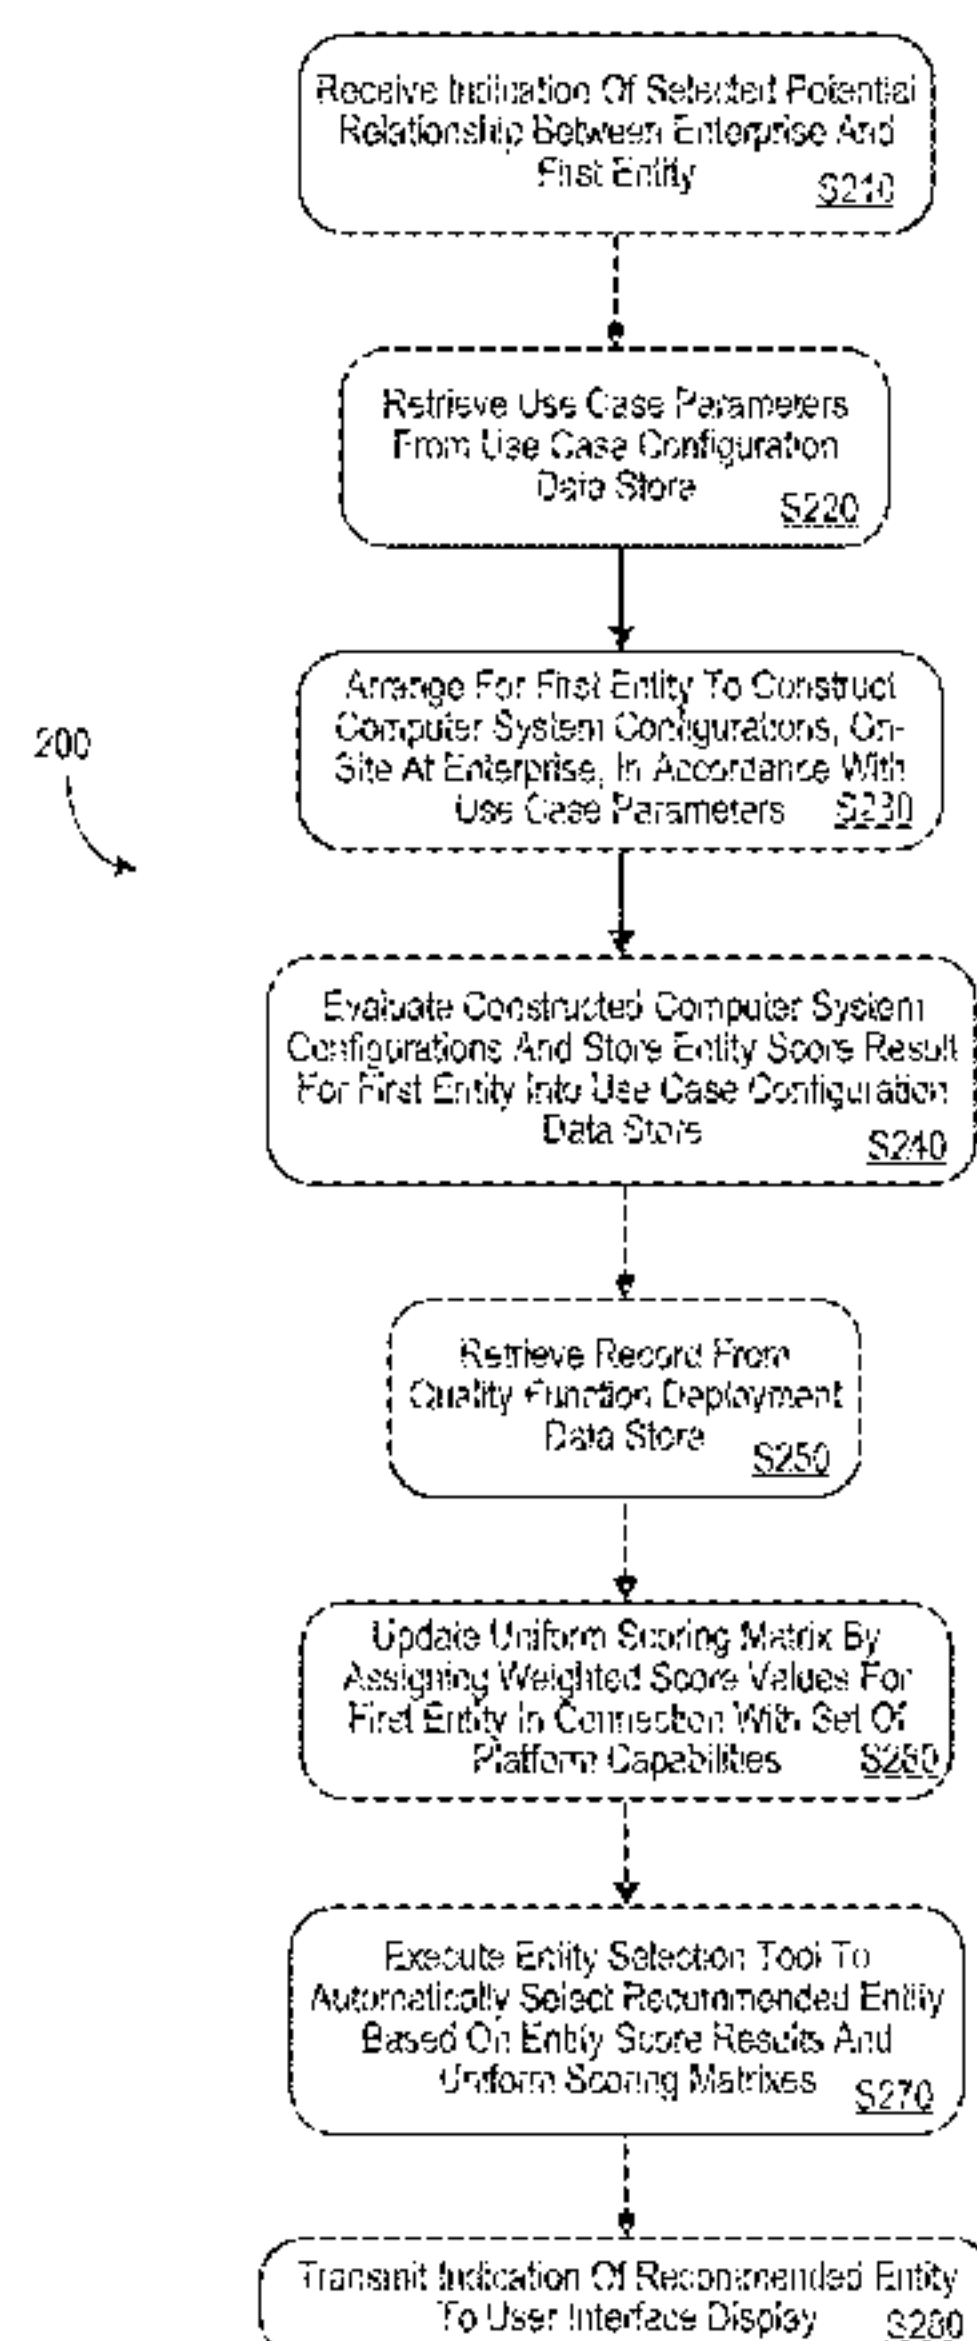 Receive Indication Of Selected Potential
Relationship Between Enterprise And
First Entity
S210
Retrieve Use Case Parameters
From Use Case Configuration
Data Store
S220
Arrange For First Entity To Construct
Computer System Configurations, On-
Site At Enterprise, In Accordance With
Use Case Parameters S230
200
Evaluate Constructed Computer System
Configurations And Store Entity Score Result
For First Entity Into Use Case Configuration
Data Store
S240
Retrieve Record From
Quality Function Deployment
Data Store
S250
Update Uniform Scoring Matrix By
Assigning Weighted Score Values For
First Entity In Connection With Set Of
Platform Capabilities S260
Execute Entity Selection Tool To
Automatically Select Recommended Entity
Based On Entity Score Results And
Uniform Scoring Matrixes S270
Transmit Indication Of Recommended Entity
To User Interface Display S280